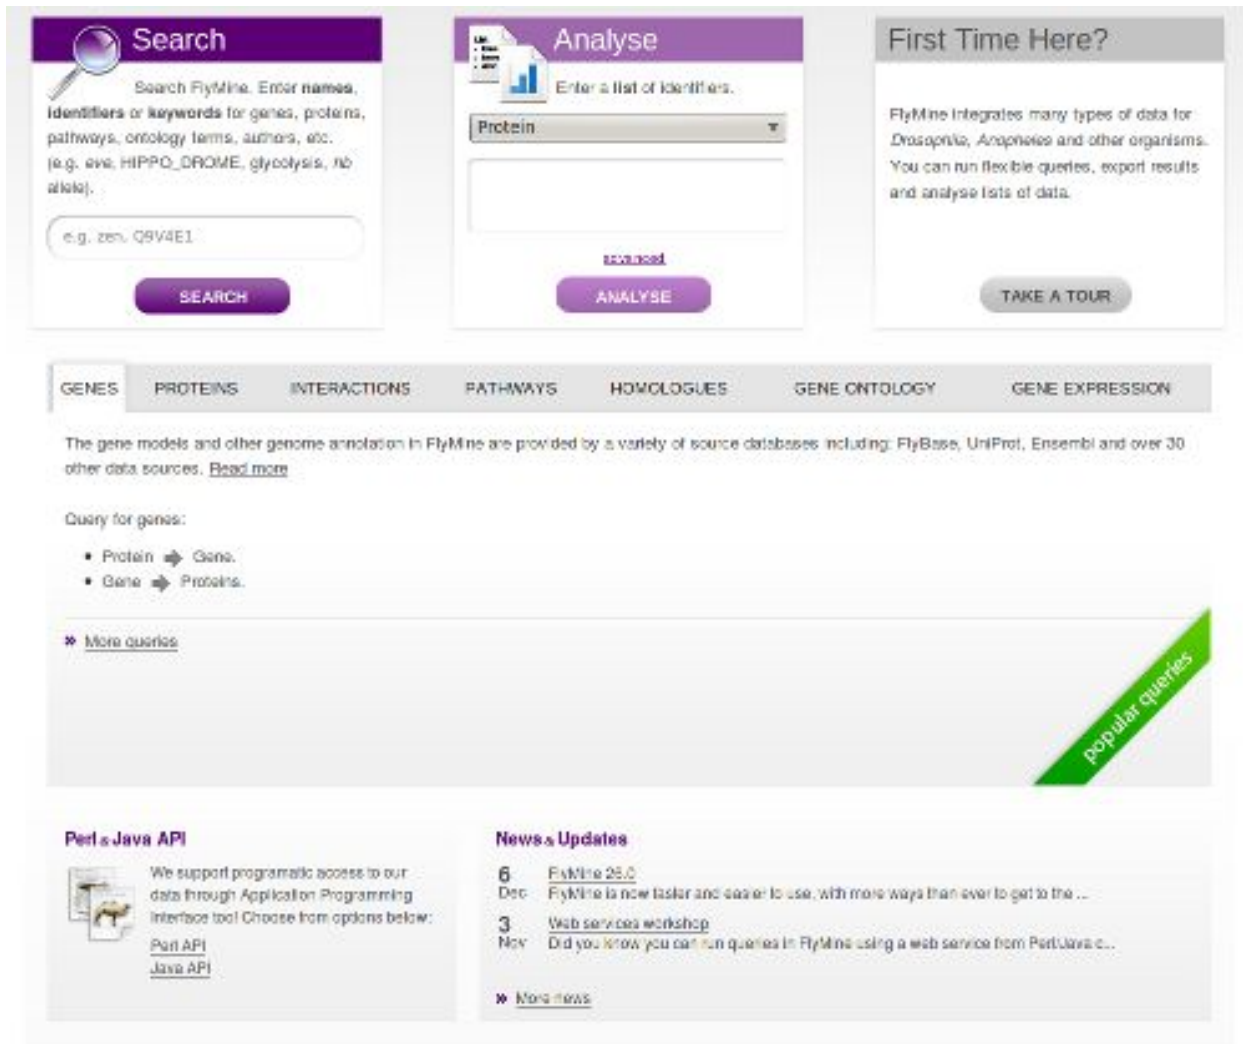 Search
Search FlyMine. Enter names,
identifiers or keywords for genes, proteins,
pathways, ontology terms, authors, etc.
(e.g. eve, HIPPO_DROME, glycolysis, hb
allele).
e.g. zen, Q9V4E1
SEARCH
Analyse
Enter a list of identifiers.
Protein
advanced
ANALYSE
First Time Here?
FlyMine integrates many types of data for
Drosophila, Anopheles and other organisms.
You can run flexible queries, export results
and analyse lists of data.
TAKE A TOUR
GENES PROTEINS INTERACTIONS PATHWAYS HOMOLOGUES GENE ONTOLOGY GENE EXPRESSION
The gene models and other genome annotation in FlyMine are provided by a variety of source databases including: FlyBase, UniProt, Ensembl and over 30
other data sources. Read more
Query for genes:
• Protein ➡ Gene.
• Gene ➡ Proteins.
» More queries
popular queries
Perl & Java API
We support programatic access to our
data through Application Programming
Interface too! Choose from options below:
Perl API
Java API
News & Updates
6 FlyMine 26.0
Dec FlyMine is now faster and easier to use, with more ways than ever to get to the ...
3 Web services workshop
Nov Did you know you can run queries in FlyMine using a web service from Perl/Java c...
» More news